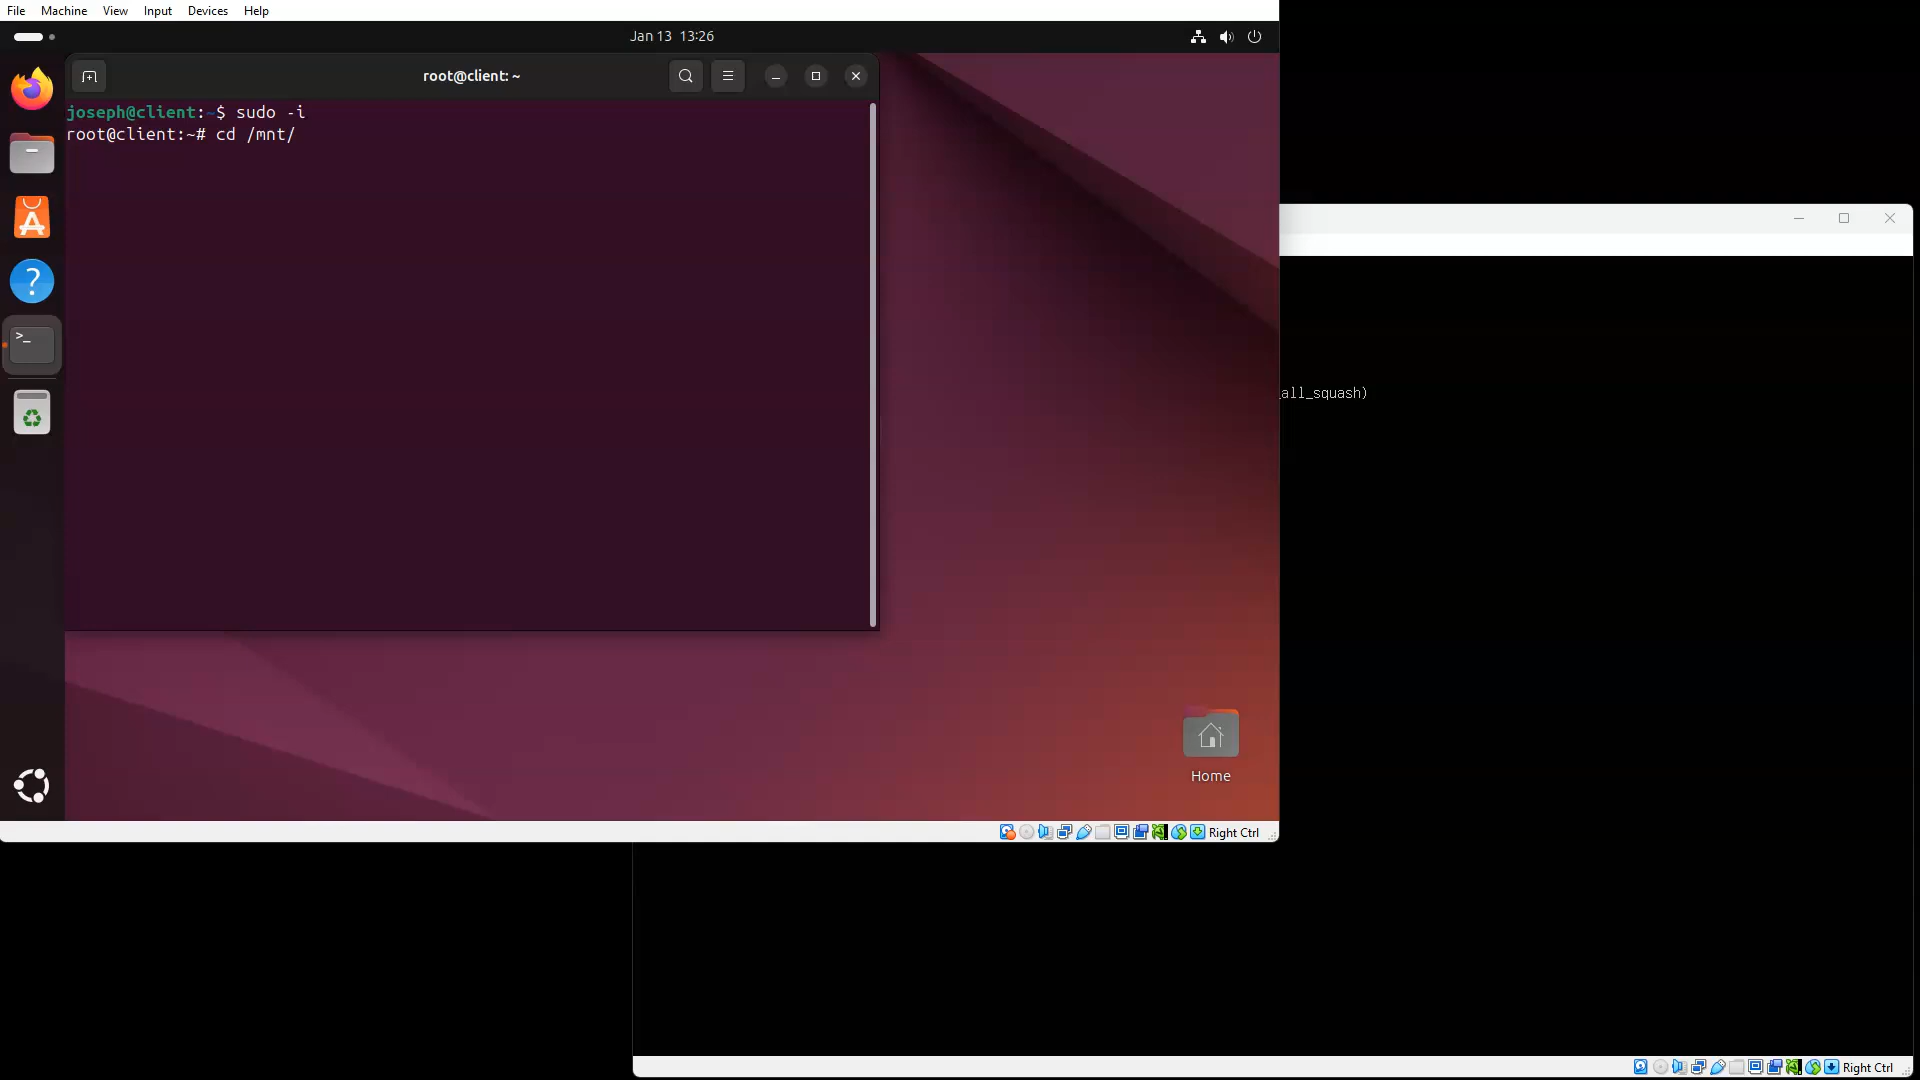 File Machine View Input Devices Help
Jan 13 13:26
root@client: ~
joseph@client:~$ sudo -i
root@client:~# cd /mnt/
all_squash)
Home
Right Ctrl
Right Ctrl